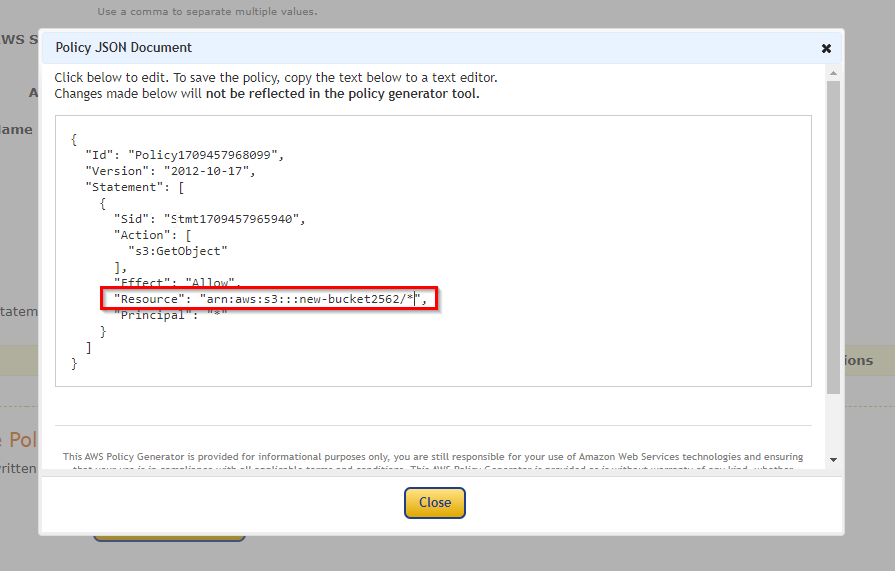 Use a comma to separate multiple values.
WS S
Policy JSON Document
A
Click below to edit. To save the policy, copy the text below to a text editor.
Changes made below will not be reflected in the policy generator tool.
lame
{
"Id": "Policy1709457968099",
"Version": "2012-10-17",
"Statement": [
{
"Sid": "Stmt1709457965940",
"Action": [
"s3:GetObject"
],
"Effect": "Allow",
"Resource": "arn:aws:s3:::new-bucket2562/*",
"Principal": "*"
}
]
}
tatem
ions
e Pol
ritten
This AWS Policy Generator is provided for informational purposes only, you are still responsible for your use of Amazon Web Services technologies and ensuring
that your use is in compliance with all applicable terms and conditions. This AWS Policy Generator is provided as is without warranty of any kind, whether
Close